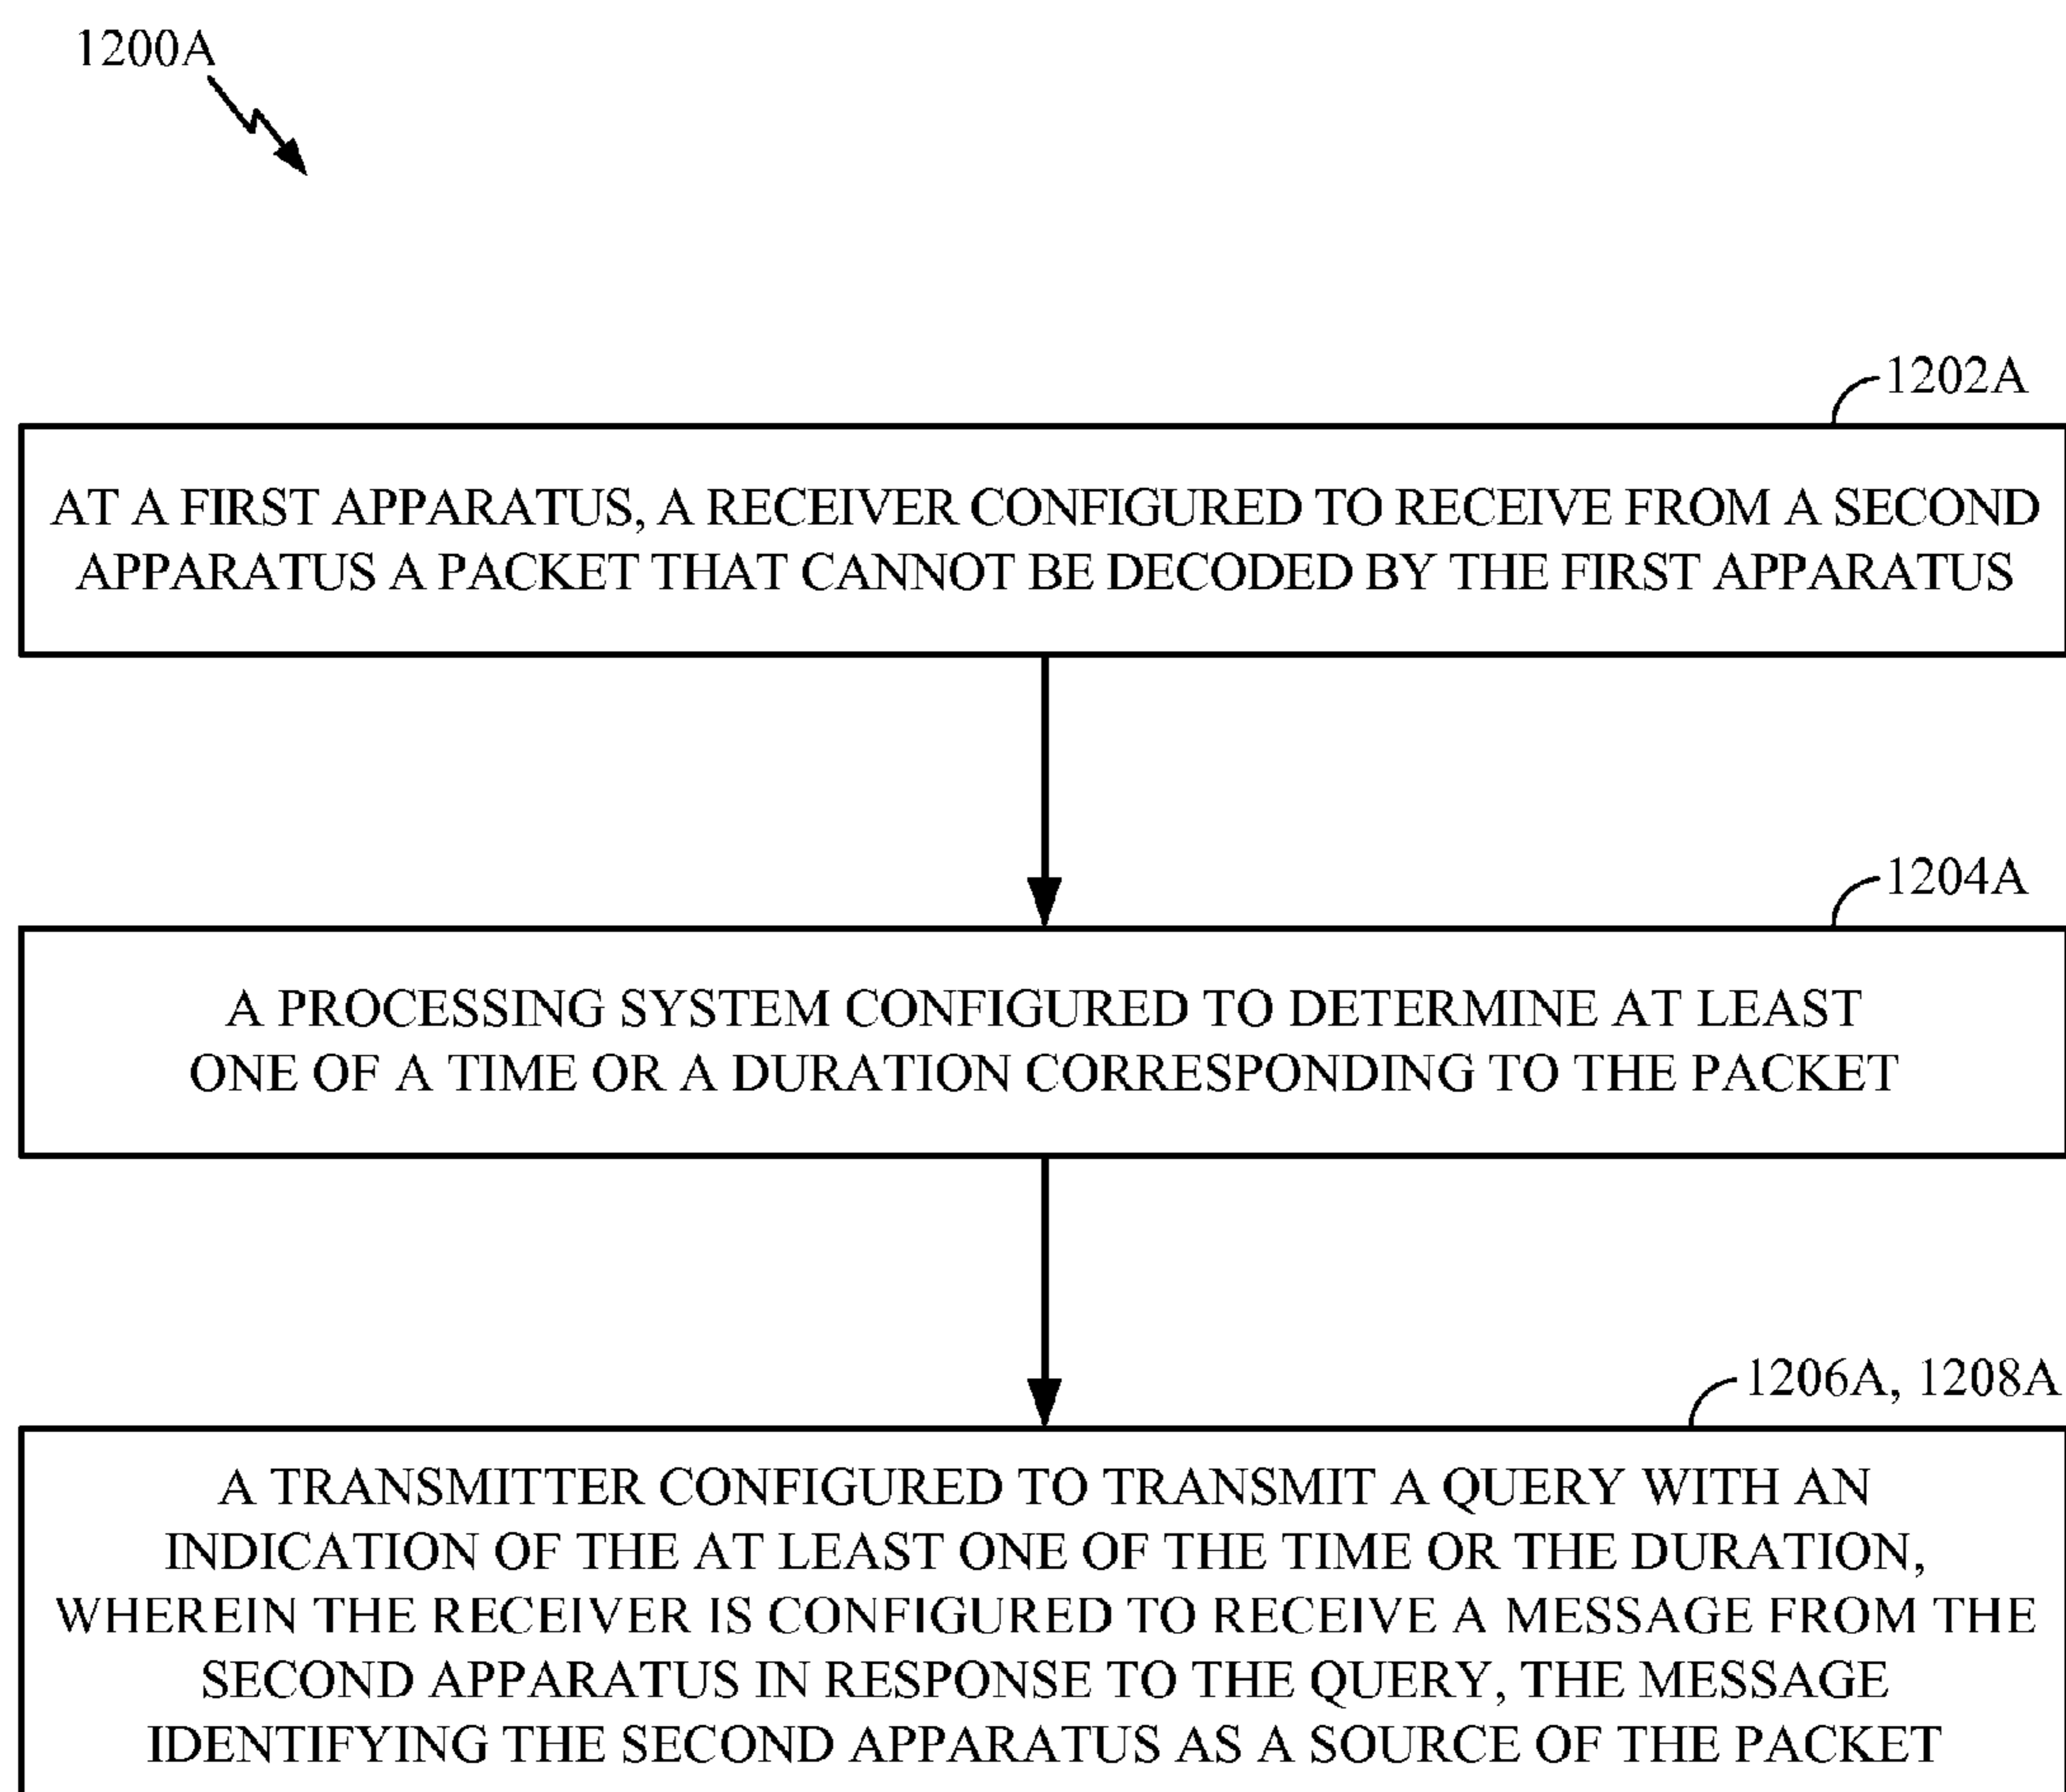 1200A
1202A
AT A FIRST APPARATUS, A RECEIVER CONFIGURED TO RECEIVE FROM A SECOND
APPARATUS A PACKET THAT CANNOT BE DECODED BY THE FIRST APPARATUS
1204A
A PROCESSING SYSTEM CONFIGURED TO DETERMINE AT LEAST
ONE OF A TIME OR A DURATION CORRESPONDING TO THE PACKET
1206A, 1208A
A TRANSMITTER CONFIGURED TO TRANSMIT A QUERY WITH AN
INDICATION OF THE AT LEAST ONE OF THE TIME OR THE DURATION,
WHEREIN THE RECEIVER IS CONFIGURED TO RECEIVE A MESSAGE FROM THE
SECOND APPARATUS IN RESPONSE TO THE QUERY, THE MESSAGE
IDENTIFYING THE SECOND APPARATUS AS A SOURCE OF THE PACKET